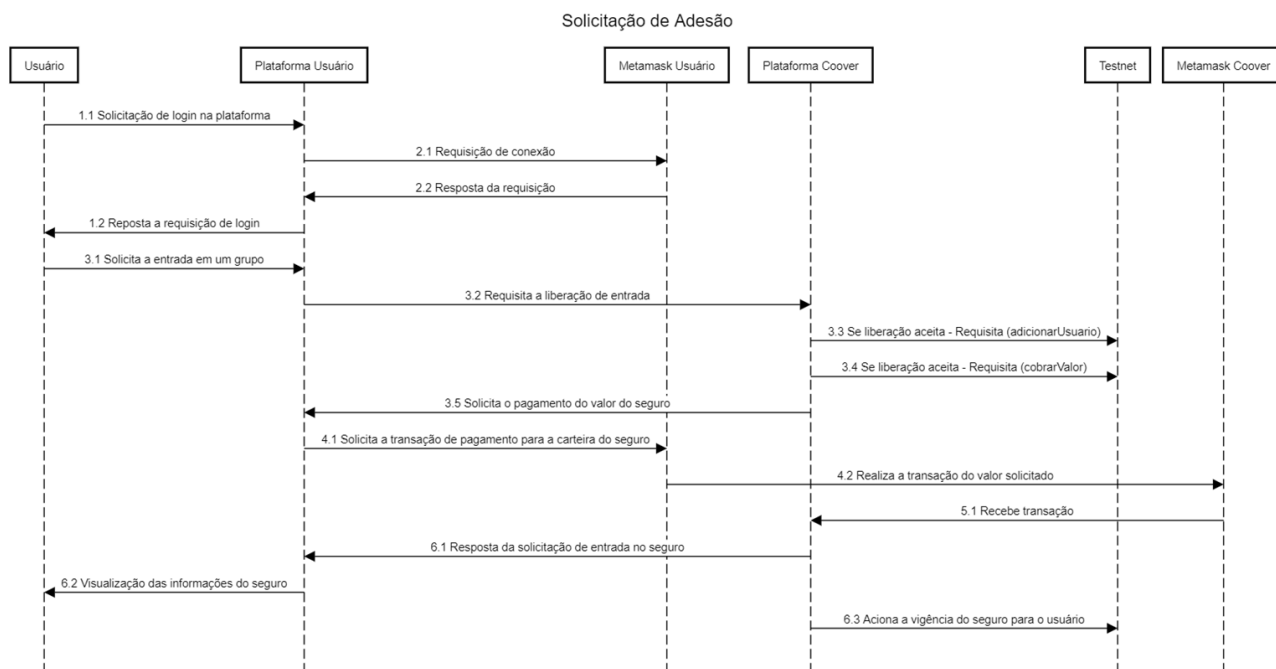 Solicitação de Adesão
Usuário
Plataforma Usuário
Metamask Usuário
Plataforma Coover
Testnet
Metamask Coover
1.1 Solicitação de login na plataforma
2.1 Requisição de conexão
2.2 Resposta da requisição
1.2 Reposta a requisição de login
3.1 Solicita a entrada em um grupo
3.2 Requisita a liberação de entrada
3.3 Se liberação aceita - Requisita (adicionarUsuario)
3.4 Se liberação aceita - Requisita (cobrarValor)
3.5 Solicita o pagamento do valor do seguro
4.1 Solicita a transação de pagamento para a carteira do seguro
4.2 Realiza a transação do valor solicitado
5.1 Recebe transação
6.1 Resposta da solicitação de entrada no seguro
6.2 Visualização das informações do seguro
6.3 Aciona a vigência do seguro para o usuário